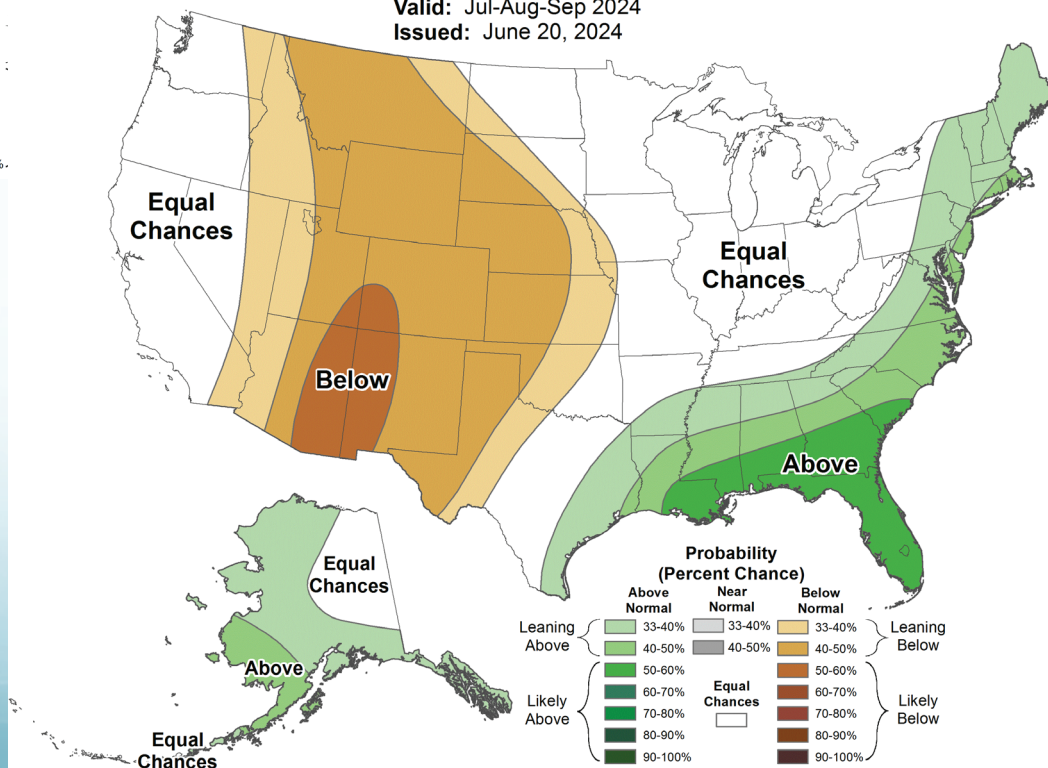 Valid: Jul-Aug-Sep 2024
Issued: June 20, 2024
Equal
Chances
Equal
Chances
Below
Above
Equal
Chances
Above
Equal
Chances
Probability
(Percent Chance)
Above
Normal
Near
Normal
Below
Normal
Leaning
Above
33-40%
33-40%
33-40%
Leaning
Below
40-50%
40-50%
40-50%
Likely
Above
50-60%
50-60%
Likely
Below
60-70%
60-70%
Equal
Chances
70-80%
70-80%
80-90%
80-90%
90-100%
90-100%